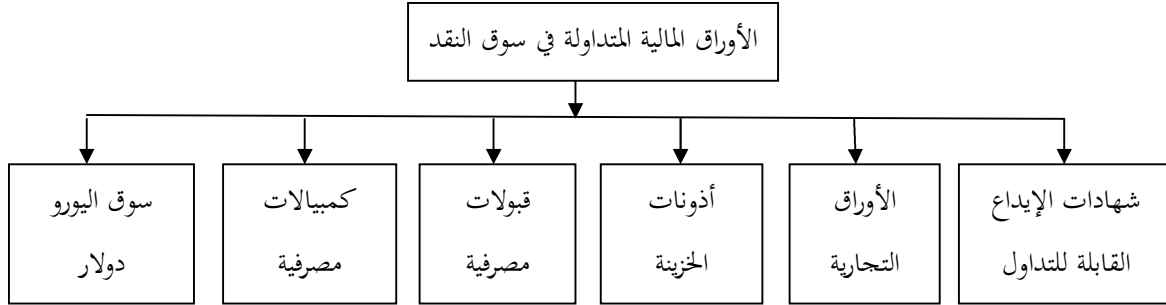 الأوراق المالية المتداولة في سوق النقد
شهادات الإيداع
القابلة للتداول
الأوراق
التجارية
أذونات
الخزينة
قبولات
مصرفية
كمبيالات
مصرفية
سوق اليورو
دولار